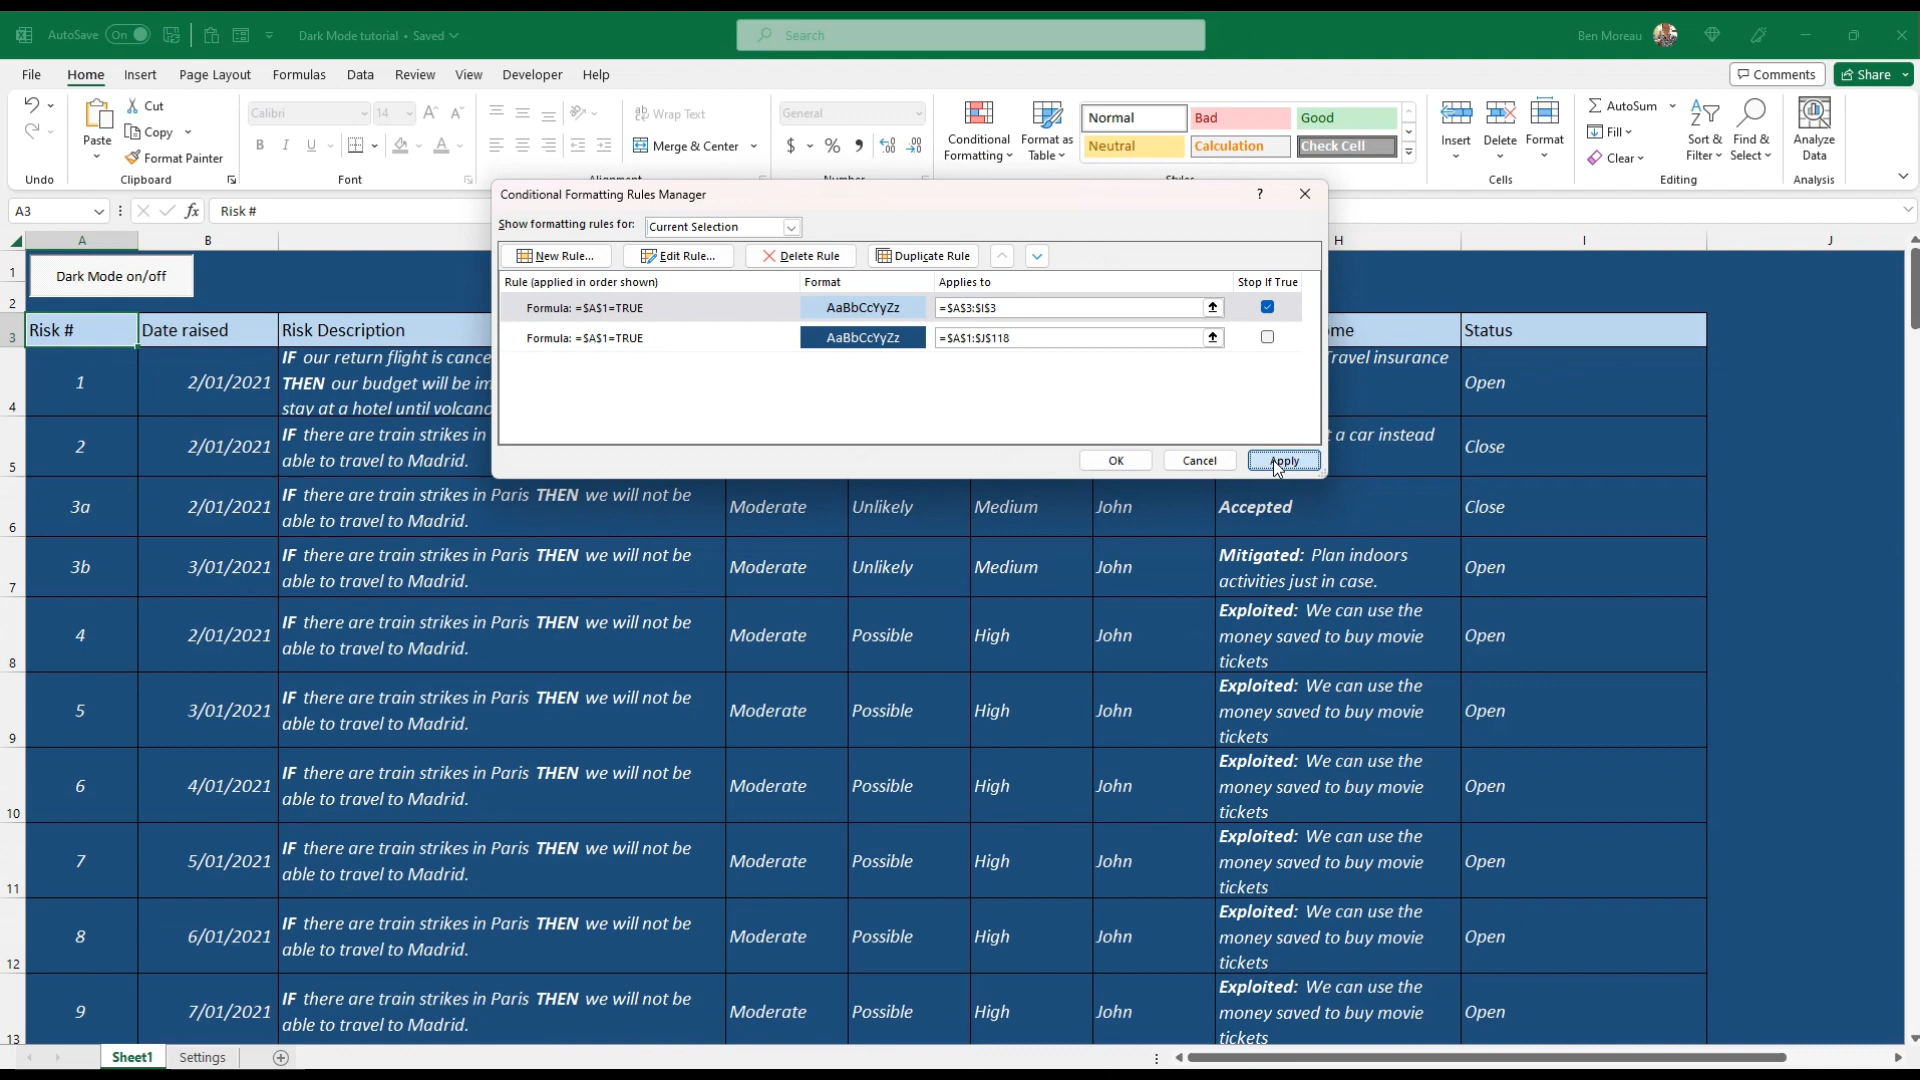 AutoSave On Dark Mode tutorial • Saved Search Ben Moreau
File Home Insert Page Layout Formulas Data Review View Developer Help Comments Share
Cut Calibri 14 Wrap Text General Normal Bad Good AutoSum
Paste Copy Conditional Formatting Format as Table Insert Delete Format Fill Sort & Filter Find & Select Analyze Data
Format Painter B I U A Merge & Center $ % Neutral Calculation Check Cell Clear
Undo Clipboard Font Cells Editing Analysis
A3 fx Risk #
A B H I J
Conditional Formatting Rules Manager ?
Show formatting rules for: Current Selection
New Rule... Edit Rule... Delete Rule Duplicate Rule
Rule (applied in order shown) Format Applies to Stop If True
Formula: =$A$1=TRUE AaBbCcYyZz =$A$3:$I$3
Formula: =$A$1=TRUE AaBbCcYyZz =$A$1:$J$118
OK Cancel Apply
1 Dark Mode on/off
2
3 Risk # Date raised Risk Description ome Status
4 1 2/01/2021 IF our return flight is cance Travel insurance Open
THEN our budget will be im
stay at a hotel until volcano
5 2 2/01/2021 IF there are train strikes in t a car instead Close
able to travel to Madrid.
6 3a 2/01/2021 IF there are train strikes in Paris THEN we will not be Moderate Unlikely Medium John Accepted Close
able to travel to Madrid.
7 3b 3/01/2021 IF there are train strikes in Paris THEN we will not be Moderate Unlikely Medium John Mitigated: Plan indoors Open
able to travel to Madrid. activities just in case.
8 4 2/01/2021 IF there are train strikes in Paris THEN we will not be Moderate Possible High John Exploited: We can use the Open
able to travel to Madrid. money saved to buy movie
tickets
9 5 3/01/2021 IF there are train strikes in Paris THEN we will not be Moderate Possible High John Exploited: We can use the Open
able to travel to Madrid. money saved to buy movie
tickets
10 6 4/01/2021 IF there are train strikes in Paris THEN we will not be Moderate Possible High John Exploited: We can use the Open
able to travel to Madrid. money saved to buy movie
tickets
11 7 5/01/2021 IF there are train strikes in Paris THEN we will not be Moderate Possible High John Exploited: We can use the Open
able to travel to Madrid. money saved to buy movie
tickets
12 8 6/01/2021 IF there are train strikes in Paris THEN we will not be Moderate Possible High John Exploited: We can use the Open
able to travel to Madrid. money saved to buy movie
tickets
13 9 7/01/2021 IF there are train strikes in Paris THEN we will not be Moderate Possible High John Exploited: We can use the Open
able to travel to Madrid. money saved to buy movie
tickets
Sheet1 Settings